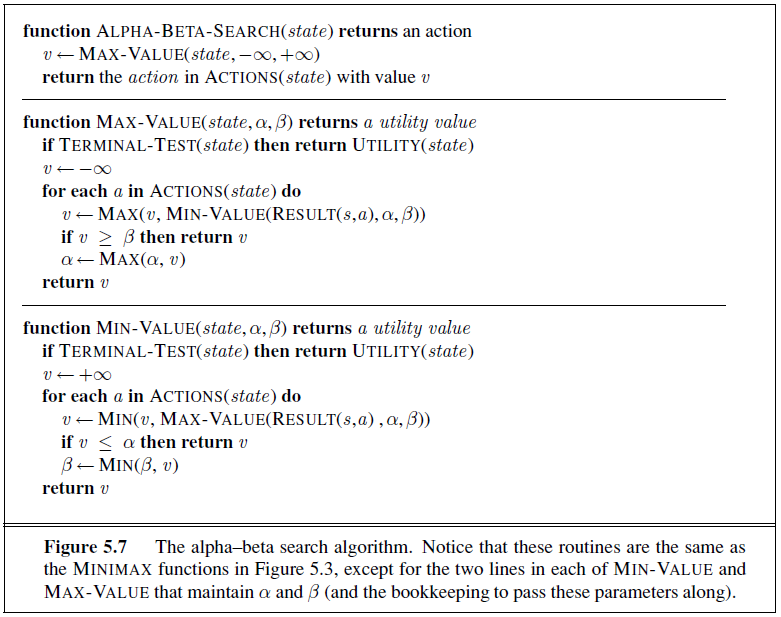 function ALPHA-BETA-SEARCH(state) returns an action
v ← MAX-VALUE(state, −∞, +∞)
return the action in ACTIONS(state) with value v
function MAX-VALUE(state, α, β) returns a utility value
if TERMINAL-TEST(state) then return UTILITY(state)
v ← −∞
for each a in ACTIONS(state) do
v ← MAX(v, MIN-VALUE(RESULT(s,a), α, β))
if v ≥ β then return v
α ← MAX(α, v)
return v
function MIN-VALUE(state, α, β) returns a utility value
if TERMINAL-TEST(state) then return UTILITY(state)
v ← +∞
for each a in ACTIONS(state) do
v ← MIN(v, MAX-VALUE(RESULT(s,a) , α, β))
if v ≤ α then return v
β ← MIN(β, v)
return v
Figure 5.7 The alpha–beta search algorithm. Notice that these routines are the same as
the MINIMAX functions in Figure 5.3, except for the two lines in each of MIN-VALUE and
MAX-VALUE that maintain α and β (and the bookkeeping to pass these parameters along).